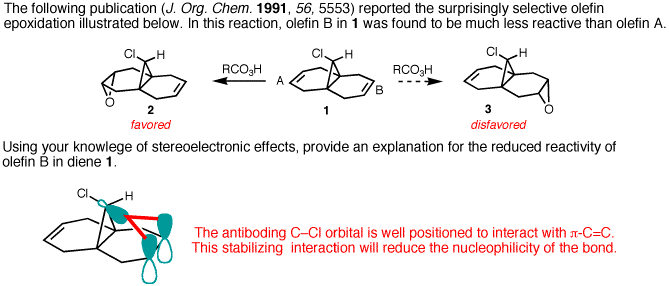 The following publication (J. Org. Chem. 1991, 56, 5553) reported the surprisingly selective olefin
epoxidation illustrated below. In this reaction, olefin B in 1 was found to be much less reactive than olefin A.
Cl H Cl H Cl H
RCO3H RCO3H
A B
O O
2 1 3
favored disfavored
Using your knowlege of stereoelectronic effects, provide an explanation for the reduced reactivity of
olefin B in diene 1.
Cl H
The antiboding C–Cl orbital is well positioned to interact with π-C=C.
This stabilizing interaction will reduce the nucleophilicity of the bond.